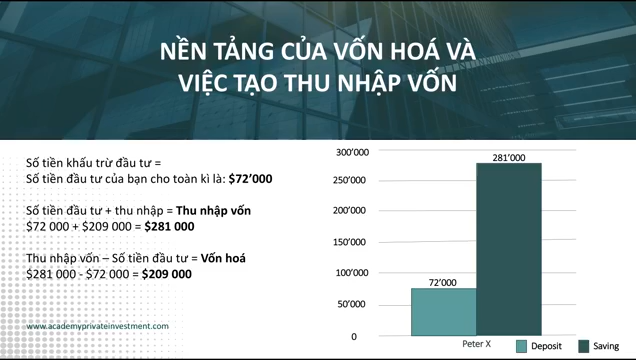 NỀN TẢNG CỦA VỐN HOÁ VÀ
VIỆC TẠO THU NHẬP VỐN
Số tiền khấu trừ đầu tư =
Số tiền đầu tư của bạn cho toàn kì là: $72’000
Số tiền đầu tư + thu nhập = Thu nhập vốn
$72 000 + $209 000 = $281 000
Thu nhập vốn – Số tiền đầu tư = Vốn hoá
$281 000 - $72 000 = $209 000
www.academyprivateinvestment.com
300’000
250’000
200’000
150’000
100’000
50’000
0
281’000
72’000
Peter X
Deposit
Saving